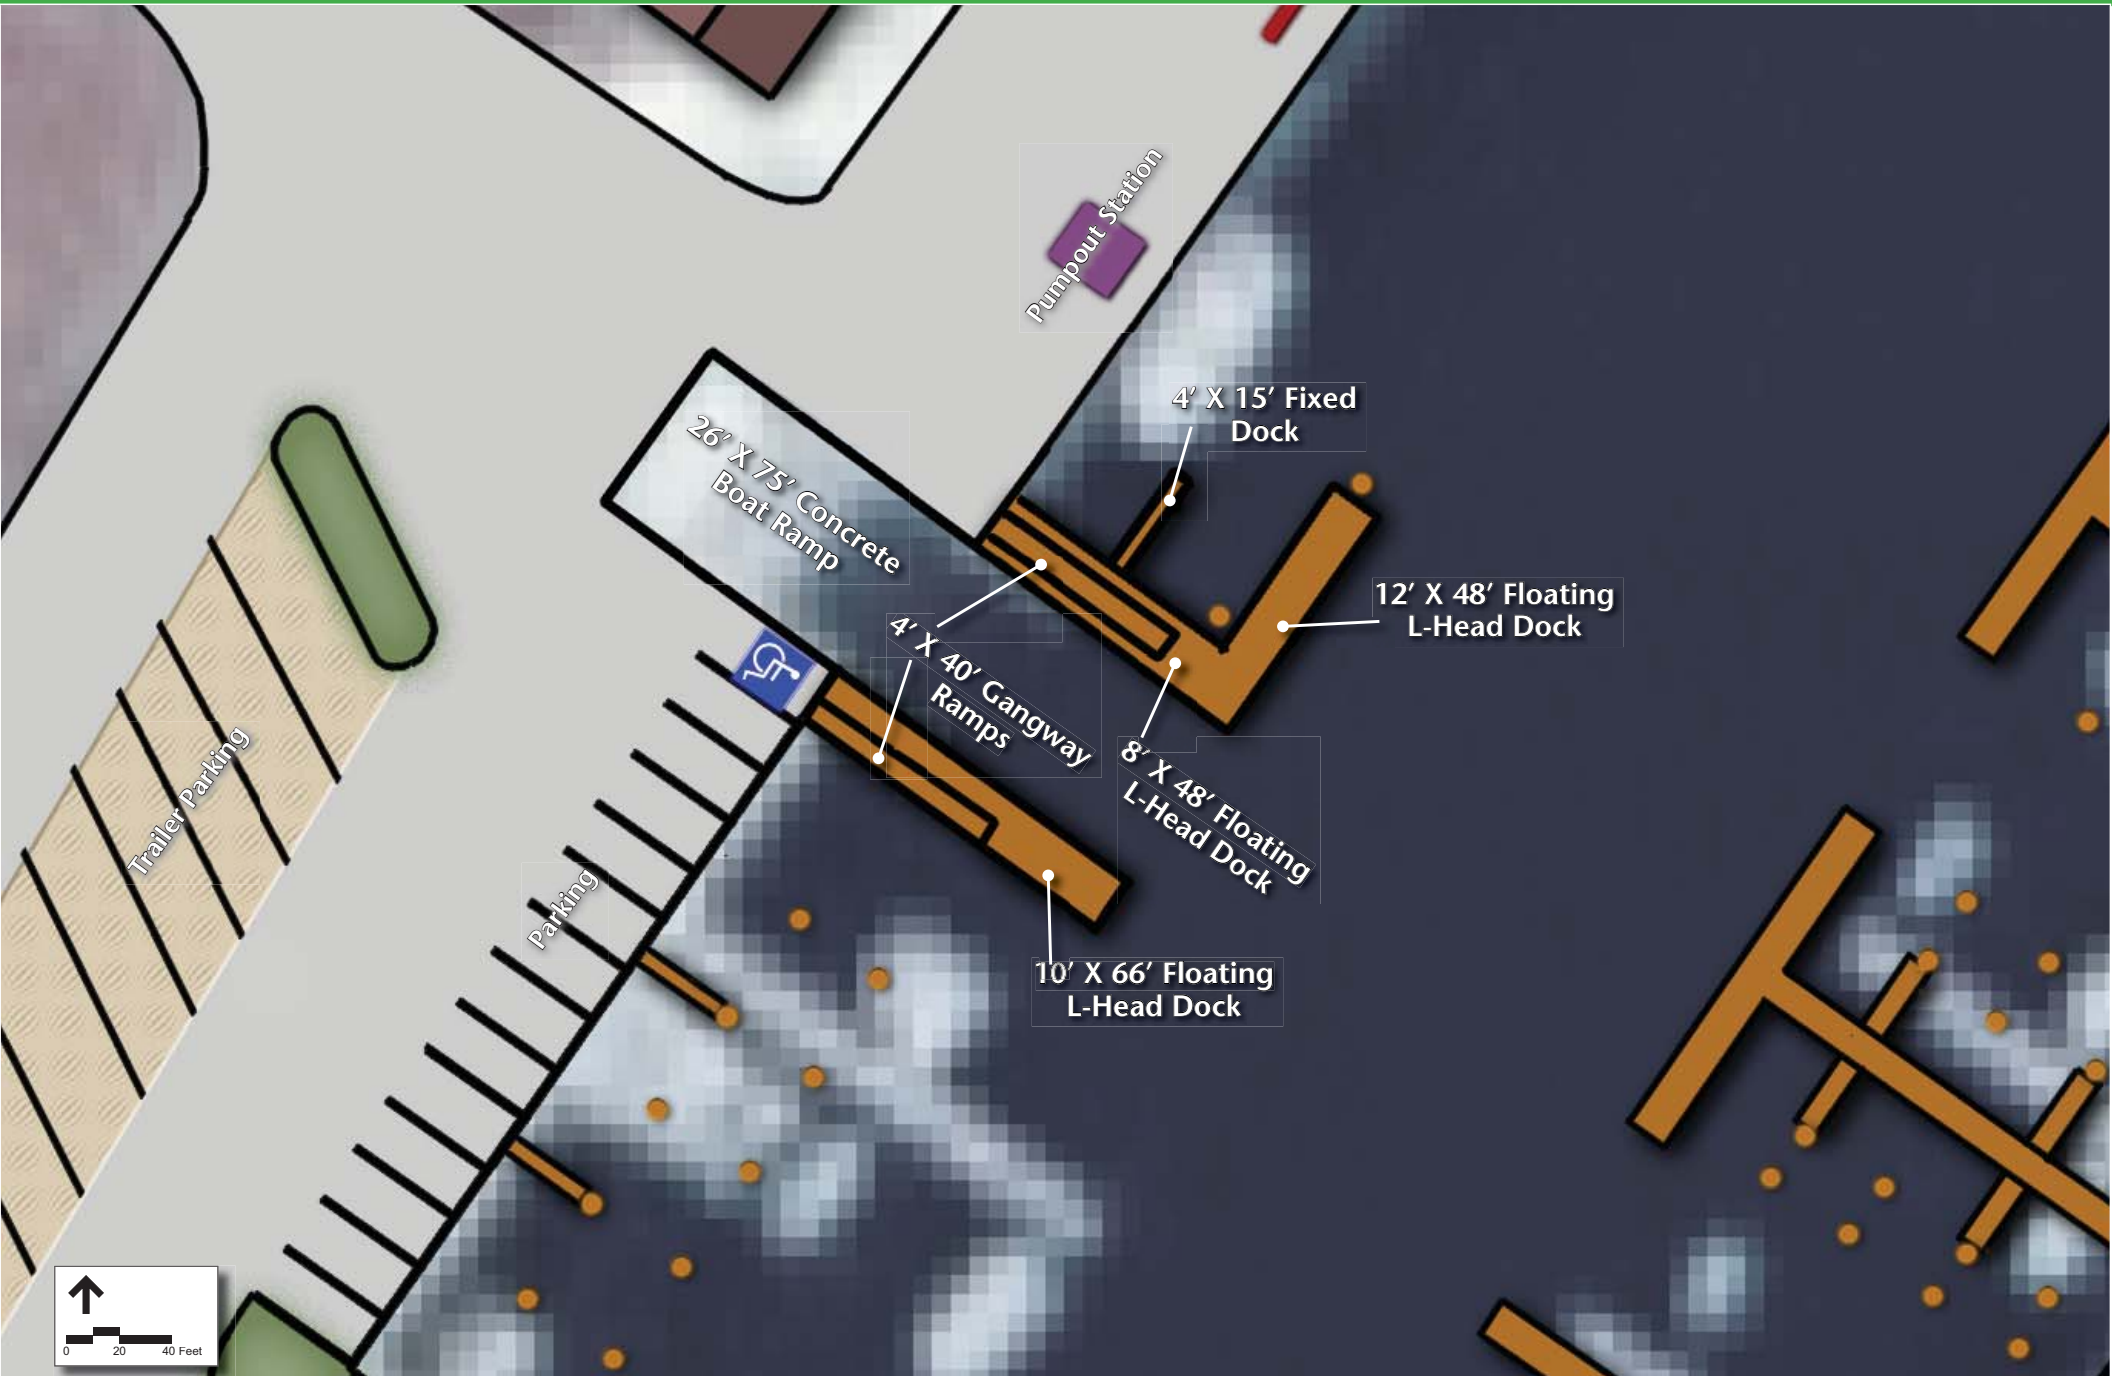 Pumpout Station
4′ X 15′ Fixed
Dock
26′ X 75′ Concrete
Boat Ramp
12′ X 48′ Floating
L-Head Dock
4′ X 40′ Gangway
Ramps
8′ X 48′ Floating
L-Head Dock
Trailer Parking
Parking
10′ X 66′ Floating
L-Head Dock
0 20 40 Feet